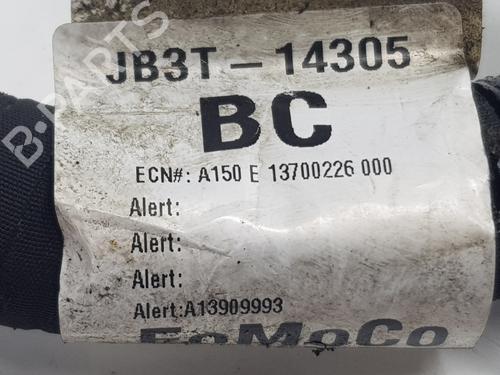 B-PARTS
JB3T-14305
BC
ECN#: A150 E 13700226 000
Alert:
Alert:
Alert:
Alert:A13909993
FoMoCo